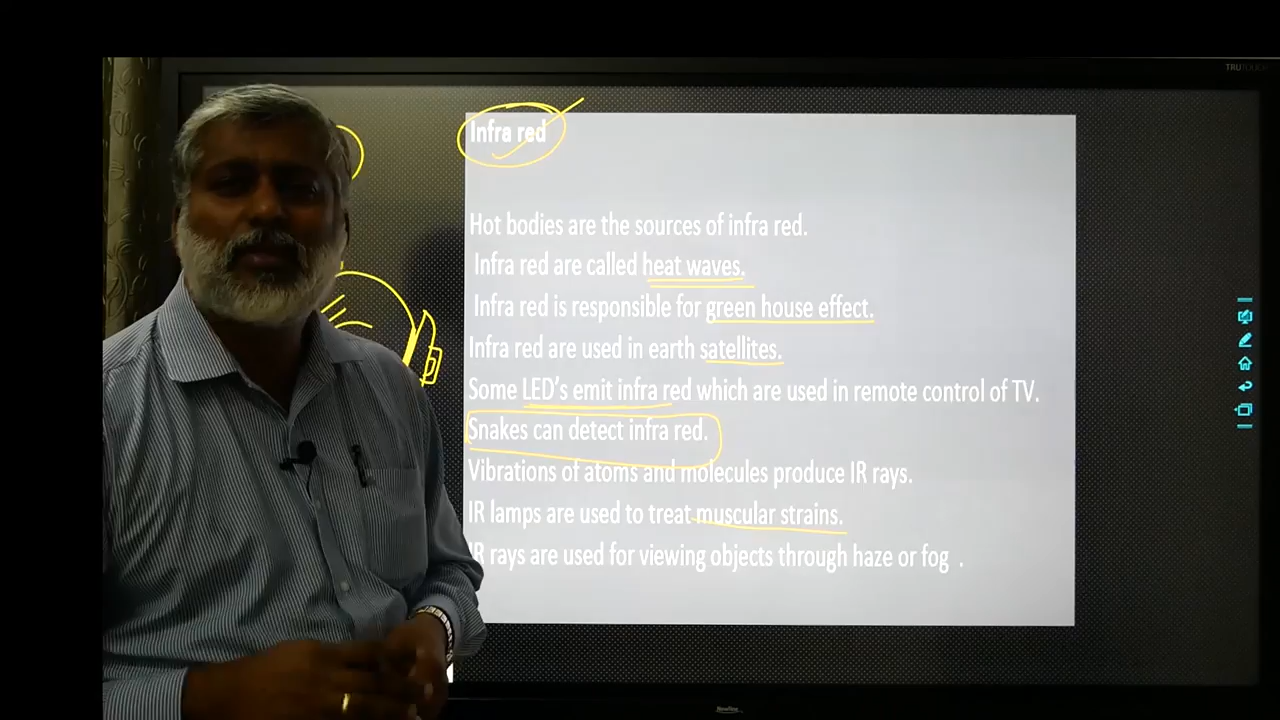 TRUTOUCH
Infra red
Hot bodies are the sources of infra red.
Infra red are called heat waves.
Infra red is responsible for green house effect.
Infra red are used in earth satellites.
Some LED's emit infra red which are used in remote control of TV.
Snakes can detect infra red.
Vibrations of atoms and molecules produce IR rays.
IR lamps are used to treat muscular strains.
IR rays are used for viewing objects through haze or fog .
Newline